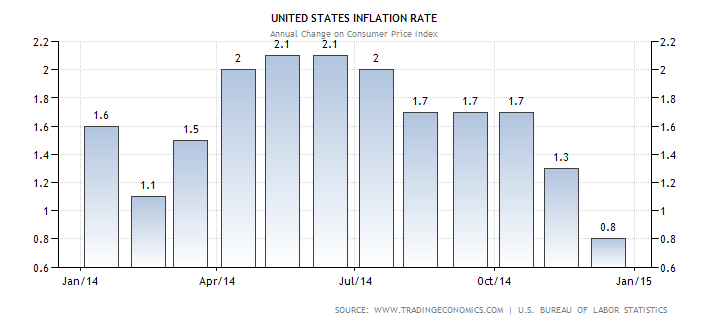 UNITED STATES INFLATION RATE
Annual Change on Consumer Price Index
2.2 2.2
2.1 2.1
2 2
2 2
1.8 1.8
1.7 1.7 1.7
1.6 1.6 1.6
1.5
1.4 1.4
1.3
1.2 1.2
1.1
1 1
0.8 0.8 0.8
0.6 0.6
Jan/14 Apr/14 Jul/14 Oct/14 Jan/15
SOURCE: WWW.TRADINGECONOMICS.COM | U.S. BUREAU OF LABOR STATISTICS